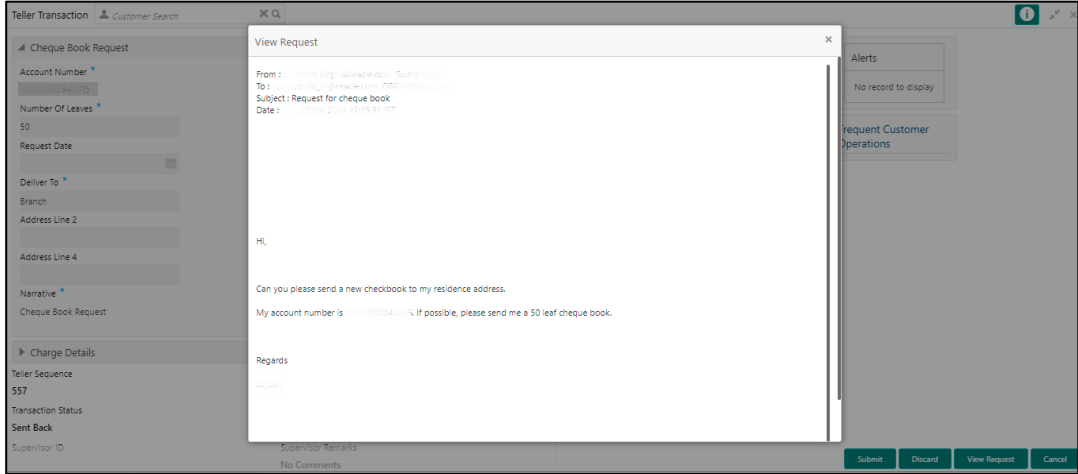 Teller Transaction
Customer Search
Cheque Book Request
Account Number *
Number Of Leaves *
50
Request Date
Deliver To *
Branch
Address Line 2
Address Line 4
Narrative *
Cheque Book Request
Charge Details
Teller Sequence
557
Transaction Status
Sent Back
Supervisor ID
Supervisor Remarks
No Comments
View Request
From :
To :
Subject : Request for cheque book
Date :
Hi,
Can you please send a new checkbook to my residence address.
My account number is . If possible, please send me a 50 leaf cheque book.
Regards
Alerts
No record to display
Frequent Customer
Operations
Submit
Discard
View Request
Cancel